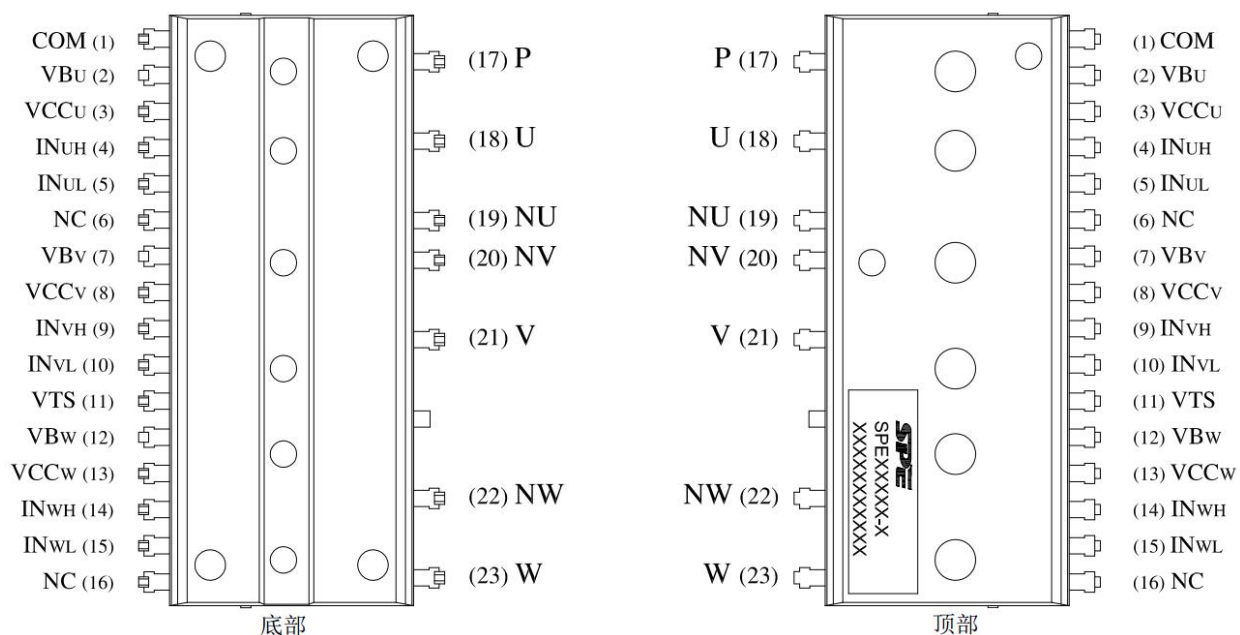 COM (1)
VBU (2)
VCCU (3)
INUH (4)
INUL (5)
NC (6)
VBV (7)
VCCV (8)
INVH (9)
INVL (10)
VTS (11)
VBW (12)
VCCW (13)
INWH (14)
INWL (15)
NC (16)
(17) P
(18) U
(19) NU
(20) NV
(21) V
(22) NW
(23) W
底部
P (17)
U (18)
NU (19)
NV (20)
V (21)
NW (22)
W (23)
SPE
SPEXXXX-X
XXXXXXXXXX
(1) COM
(2) VBU
(3) VCCU
(4) INUH
(5) INUL
(6) NC
(7) VBV
(8) VCCV
(9) INVH
(10) INVL
(11) VTS
(12) VBW
(13) VCCW
(14) INWH
(15) INWL
(16) NC
顶部